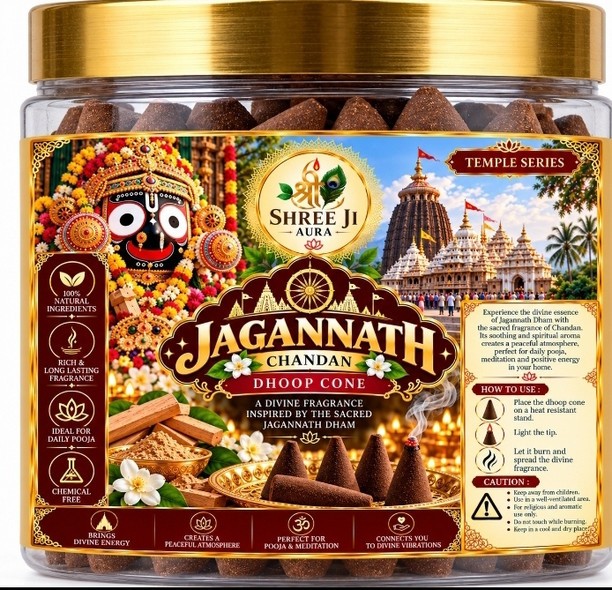 TEMPLE SERIES
श्री
SHREE JI
AURA
JAGANNATH
CHANDAN
DHOOP CONE
A DIVINE FRAGRANCE
INSPIRED BY THE SACRED
JAGANNATH DHAM
100%
NATURAL
INGREDIENTS
RICH &
LONG LASTING
FRAGRANCE
IDEAL FOR
DAILY POOJA
CHEMICAL
FREE
Experience the divine essence
of Jagannath Dham with
the sacred fragrance of Chandan.
Its soothing and spiritual aroma
creates a peaceful atmosphere,
perfect for daily pooja,
meditation and positive energy
in your home.
HOW TO USE :
Place the dhoop cone
on a heat resistant
stand.
Light the tip.
Let it burn and
spread the divine
fragrance.
CAUTION :
• Keep away from children.
• Use in a well-ventilated area.
• For religious and aromatic
use only.
• Do not touch while burning.
• Keep in a cool and dry place.
BRINGS
DIVINE ENERGY
CREATES A
PEACEFUL ATMOSPHERE
ॐ
PERFECT FOR
POOJA & MEDITATION
CONNECTS YOU
TO DIVINE VIBRATIONS